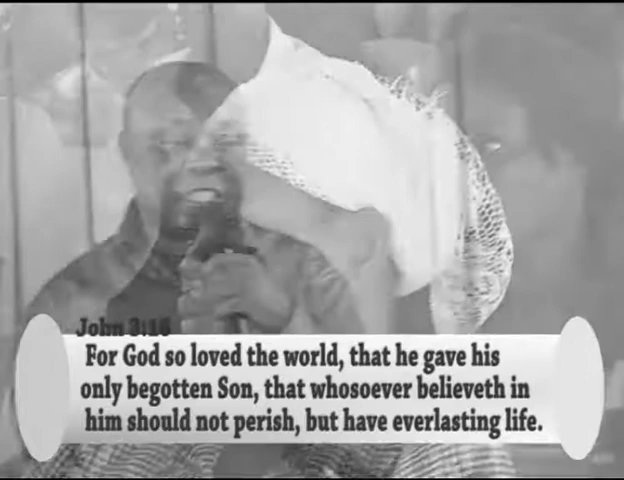 John 3:16
For God so loved the world, that he gave his
only begotten Son, that whosoever believeth in
him should not perish, but have everlasting life.